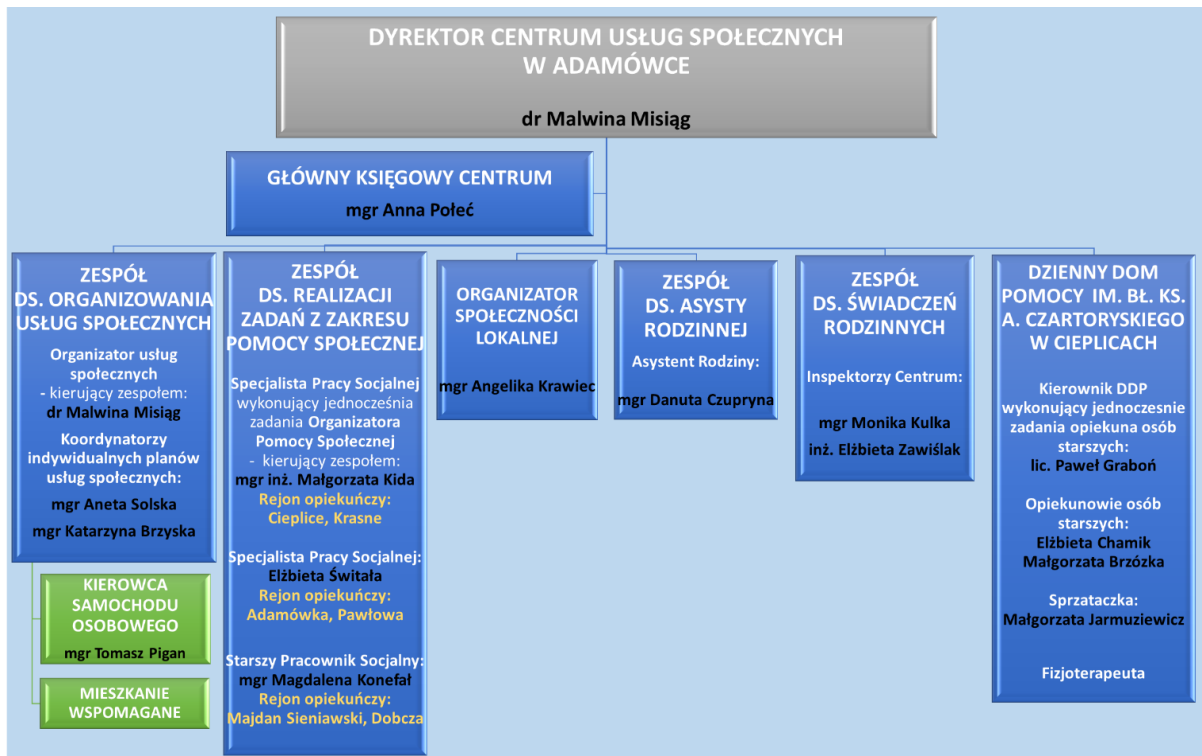 DYREKTOR CENTRUM USŁUG SPOŁECZNYCH
W ADAMÓWCE
dr Malwina Misiąg
GŁÓWNY KSIĘGOWY CENTRUM
mgr Anna Połeć
ZESPÓŁ
DS. ORGANIZOWANIA
USŁUG SPOŁECZNYCH
Organizator usług
społecznych
- kierujący zespołem:
dr Malwina Misiąg
Koordynatorzy
indywidualnych planów
usług społecznych:
mgr Aneta Solska
mgr Katarzyna Brzyska
KIEROWCA
SAMOCHODU
OSOBOWEGO
mgr Tomasz Pigan
MIESZKANIE
WSPOMAGANE
ZESPÓŁ
DS. REALIZACJI
ZADAŃ Z ZAKRESU
POMOCY SPOŁECZNEJ
Specjalista Pracy Socjalnej
wykonujący jednocześnia
zadania Organizatora
Pomocy Społecznej
- kierujący zespołem:
mgr inż. Małgorzata Kida
Rejon opiekuńczy:
Cieplice, Krasne
Specjalista Pracy Socjalnej:
Elżbieta Świtała
Rejon opiekuńczy:
Adamówka, Pawłowa
Starszy Pracownik Socjalny:
mgr Magdalena Konefał
Rejon opiekuńczy:
Majdan Sieniawski, Dobcza
ORGANIZATOR
SPOŁECZNOŚCI
LOKALNEJ
mgr Angelika Krawiec
ZESPÓŁ
DS. ASYSTY
RODZINNEJ
Asystent Rodziny:
mgr Danuta Czupryna
ZESPÓŁ
DS. ŚWIADCZEŃ
RODZINNYCH
Inspektorzy Centrum:
mgr Monika Kulka
inż. Elżbieta Zawiślak
DZIENNY DOM
POMOCY IM. BŁ. KS.
A. CZARTORYSKIEGO
W CIEPLICACH
Kierownik DDP
wykonujący jednoczesnie
zadania opiekuna osób
starszych:
lic. Paweł Graboń
Opiekunowie osób
starszych:
Elżbieta Chamik
Małgorzata Brzózka
Sprzataczka:
Małgorzata Jarmuziewicz
Fizjoterapeuta